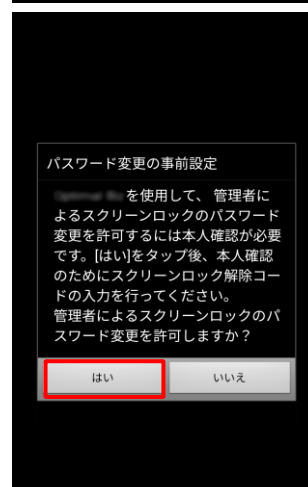 パスワード変更の事前設定
を使用して、管理者に
よるスクリーンロックのパスワード
変更を許可するには本人確認が必要
です。[はい]をタップ後、本人確認
のためにスクリーンロック解除コー
ドの入力を行ってください。
管理者によるスクリーンロックのパ
スワード変更を許可しますか？
はい
いいえ